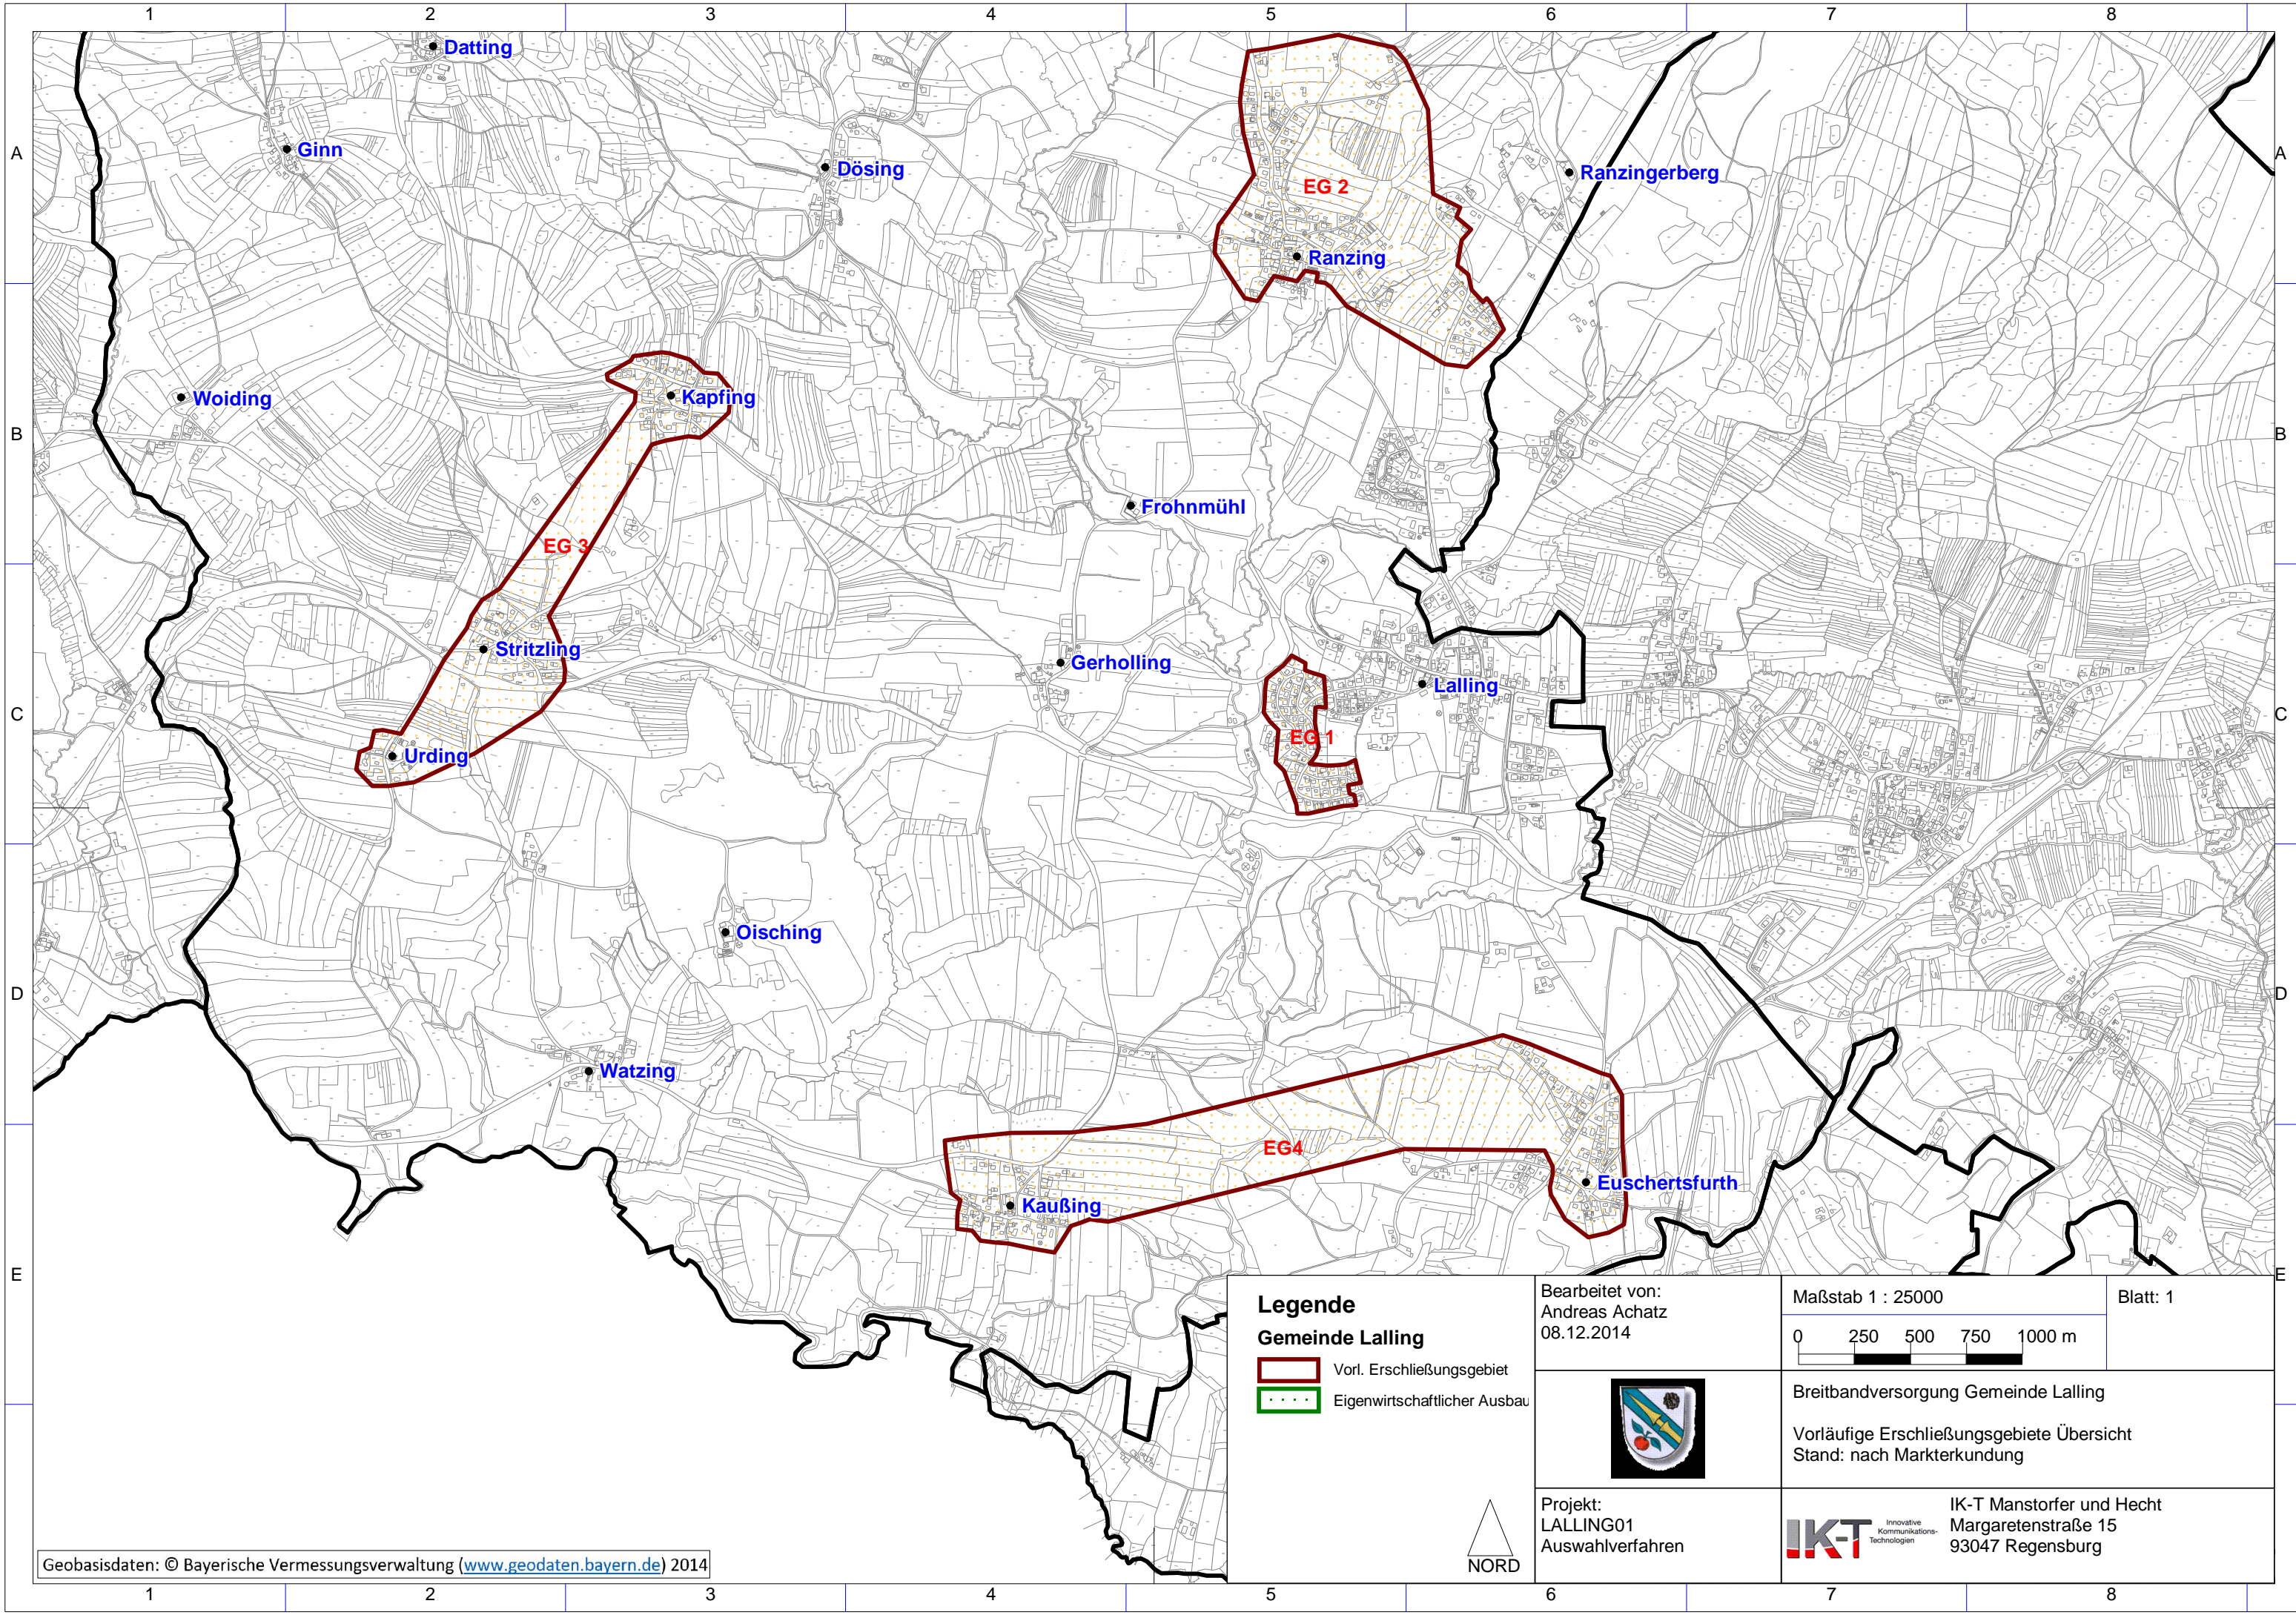 1 2 3 4 5 6 7 8
A A
B B
C C
D D
E E
Datting
Ginn
Dösing
Ranzingerberg
EG 2
Ranzing
Woiding
Kapfing
Frohnmühl
EG 3
Stritzling
Gerholling
Lalling
EG 1
Urding
Oisching
Watzing
EG4
Kaußing
Euschertsfurth
Legende
Gemeinde Lalling
Vorl. Erschließungsgebiet
Eigenwirtschaftlicher Ausbau
NORD
Bearbeitet von:
Andreas Achatz
08.12.2014
Maßstab 1 : 25000
Blatt: 1
0 250 500 750 1000 m
Breitbandversorgung Gemeinde Lalling
Vorläufige Erschließungsgebiete Übersicht
Stand: nach Markterkundung
Projekt:
LALLING01
Auswahlverfahren
IK-T
Innovative
Kommunikations-
Technologien
IK-T Manstorfer und Hecht
Margaretenstraße 15
93047 Regensburg
Geobasisdaten: © Bayerische Vermessungsverwaltung (www.geodaten.bayern.de) 2014
1 2 3 4 5 6 7 8